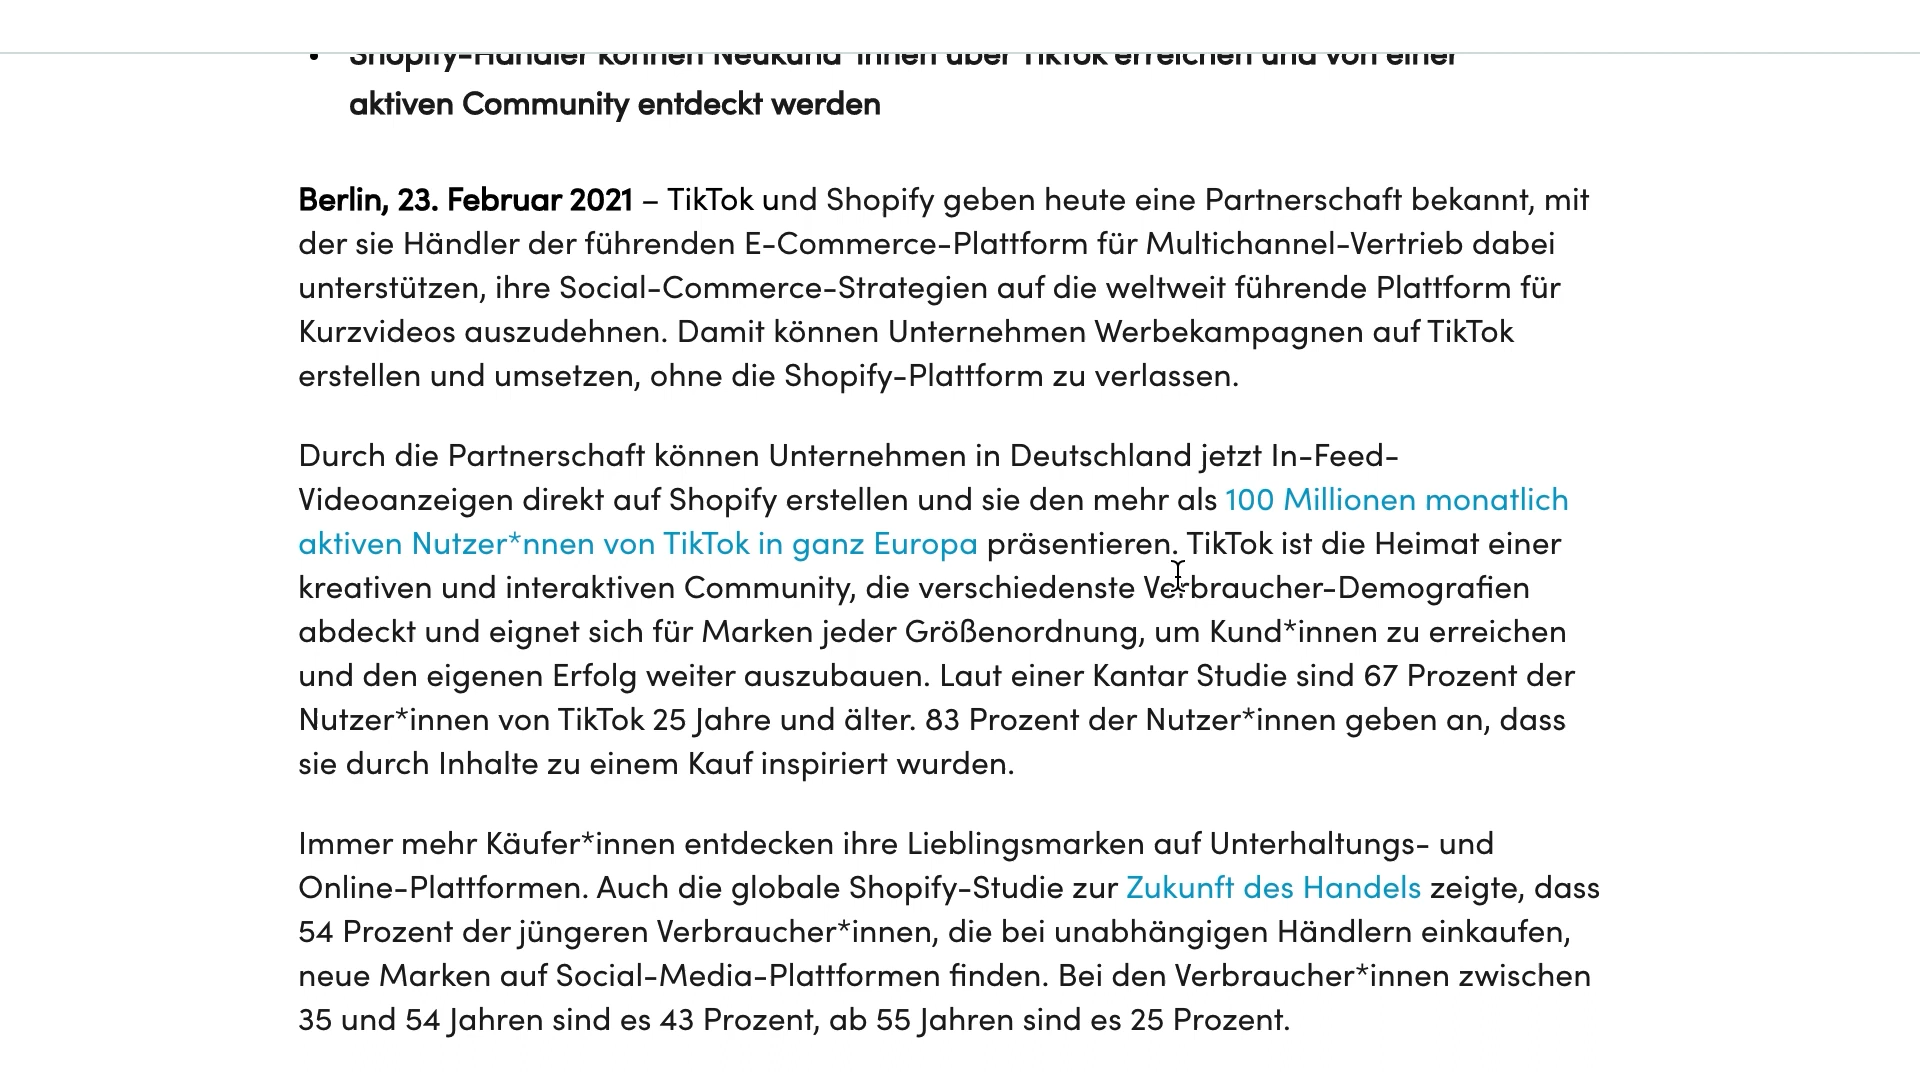 Shopify-Händler können Neukund*innen über TikTok erreichen und von einer
aktiven Community entdeckt werden
Berlin, 23. Februar 2021 – TikTok und Shopify geben heute eine Partnerschaft bekannt, mit
der sie Händler der führenden E-Commerce-Plattform für Multichannel-Vertrieb dabei
unterstützen, ihre Social-Commerce-Strategien auf die weltweit führende Plattform für
Kurzvideos auszudehnen. Damit können Unternehmen Werbekampagnen auf TikTok
erstellen und umsetzen, ohne die Shopify-Plattform zu verlassen.
Durch die Partnerschaft können Unternehmen in Deutschland jetzt In-Feed-
Videoanzeigen direkt auf Shopify erstellen und sie den mehr als 100 Millionen monatlich
aktiven Nutzer*nnen von TikTok in ganz Europa präsentieren. TikTok ist die Heimat einer
kreativen und interaktiven Community, die verschiedenste Verbraucher-Demografien
abdeckt und eignet sich für Marken jeder Größenordnung, um Kund*innen zu erreichen
und den eigenen Erfolg weiter auszubauen. Laut einer Kantar Studie sind 67 Prozent der
Nutzer*innen von TikTok 25 Jahre und älter. 83 Prozent der Nutzer*innen geben an, dass
sie durch Inhalte zu einem Kauf inspiriert wurden.
Immer mehr Käufer*innen entdecken ihre Lieblingsmarken auf Unterhaltungs- und
Online-Plattformen. Auch die globale Shopify-Studie zur Zukunft des Handels zeigte, dass
54 Prozent der jüngeren Verbraucher*innen, die bei unabhängigen Händlern einkaufen,
neue Marken auf Social-Media-Plattformen finden. Bei den Verbraucher*innen zwischen
35 und 54 Jahren sind es 43 Prozent, ab 55 Jahren sind es 25 Prozent.